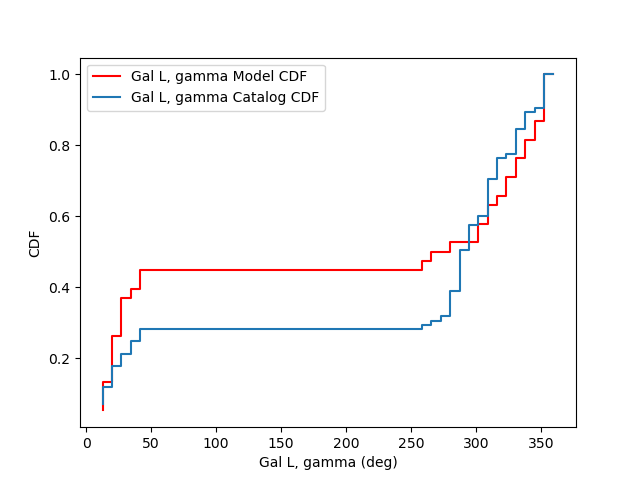 Gal L, gamma Model CDF
Gal L, gamma Catalog CDF
CDF
1.0
0.8
0.6
0.4
0.2
0 50 100 150 200 250 300 350
Gal L, gamma (deg)